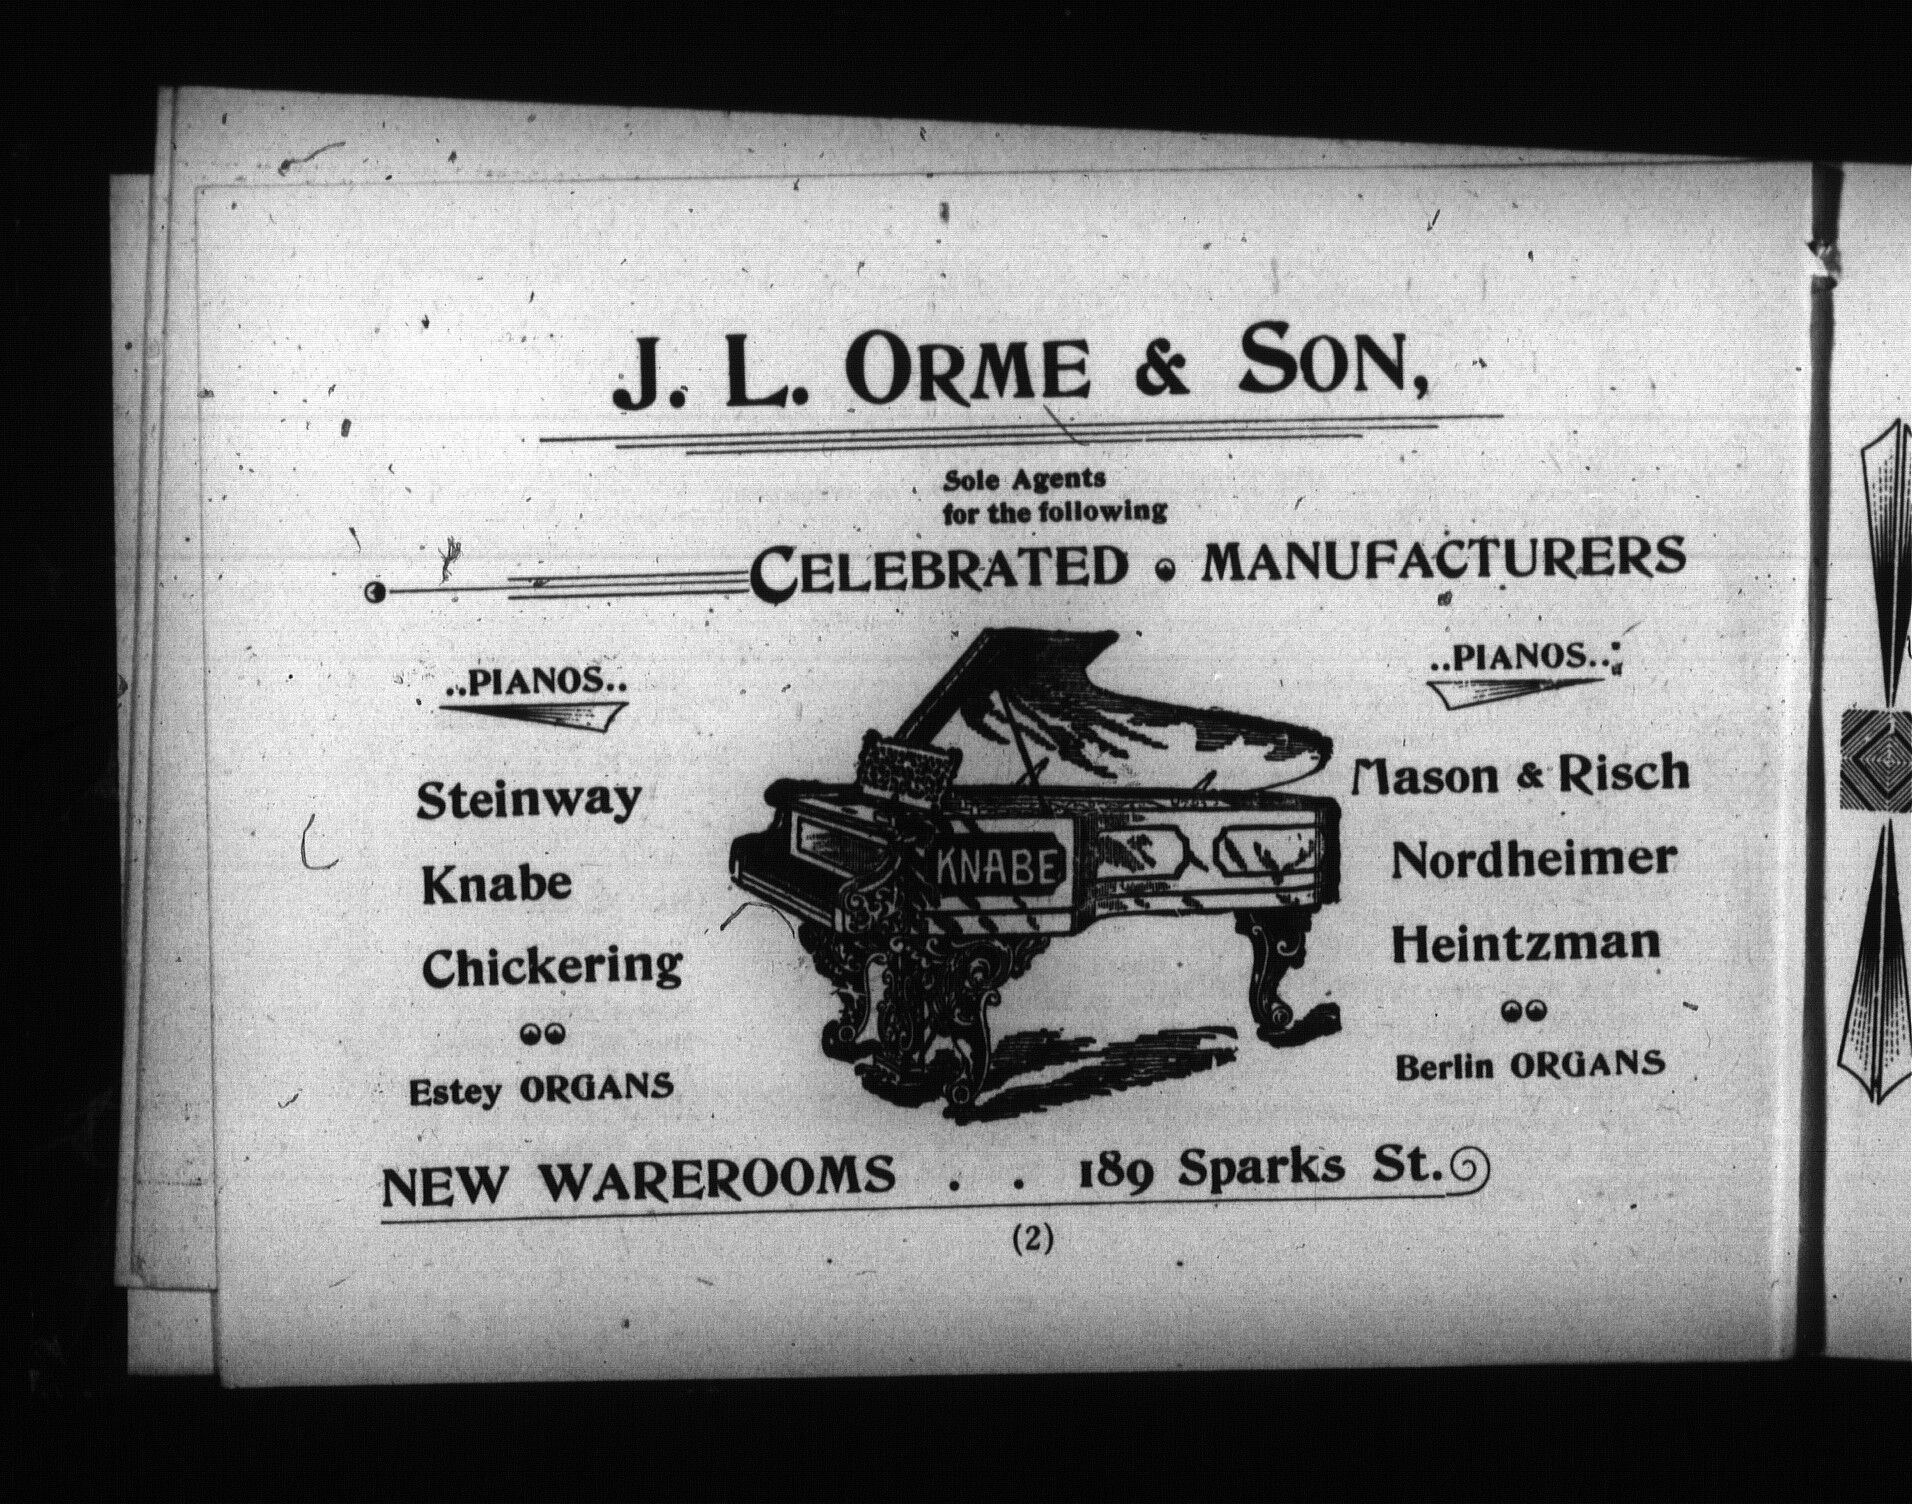 J. L. ORME & SON,
Sole Agents
for the following
CELEBRATED MANUFACTURERS
..PIANOS..
Steinway
Knabe
Chickering
Estey ORGANS
KNABE
..PIANOS..
Mason & Risch
Nordheimer
Heintzman
Berlin ORGANS
NEW WAREROOMS . . 189 Sparks St.
(2)